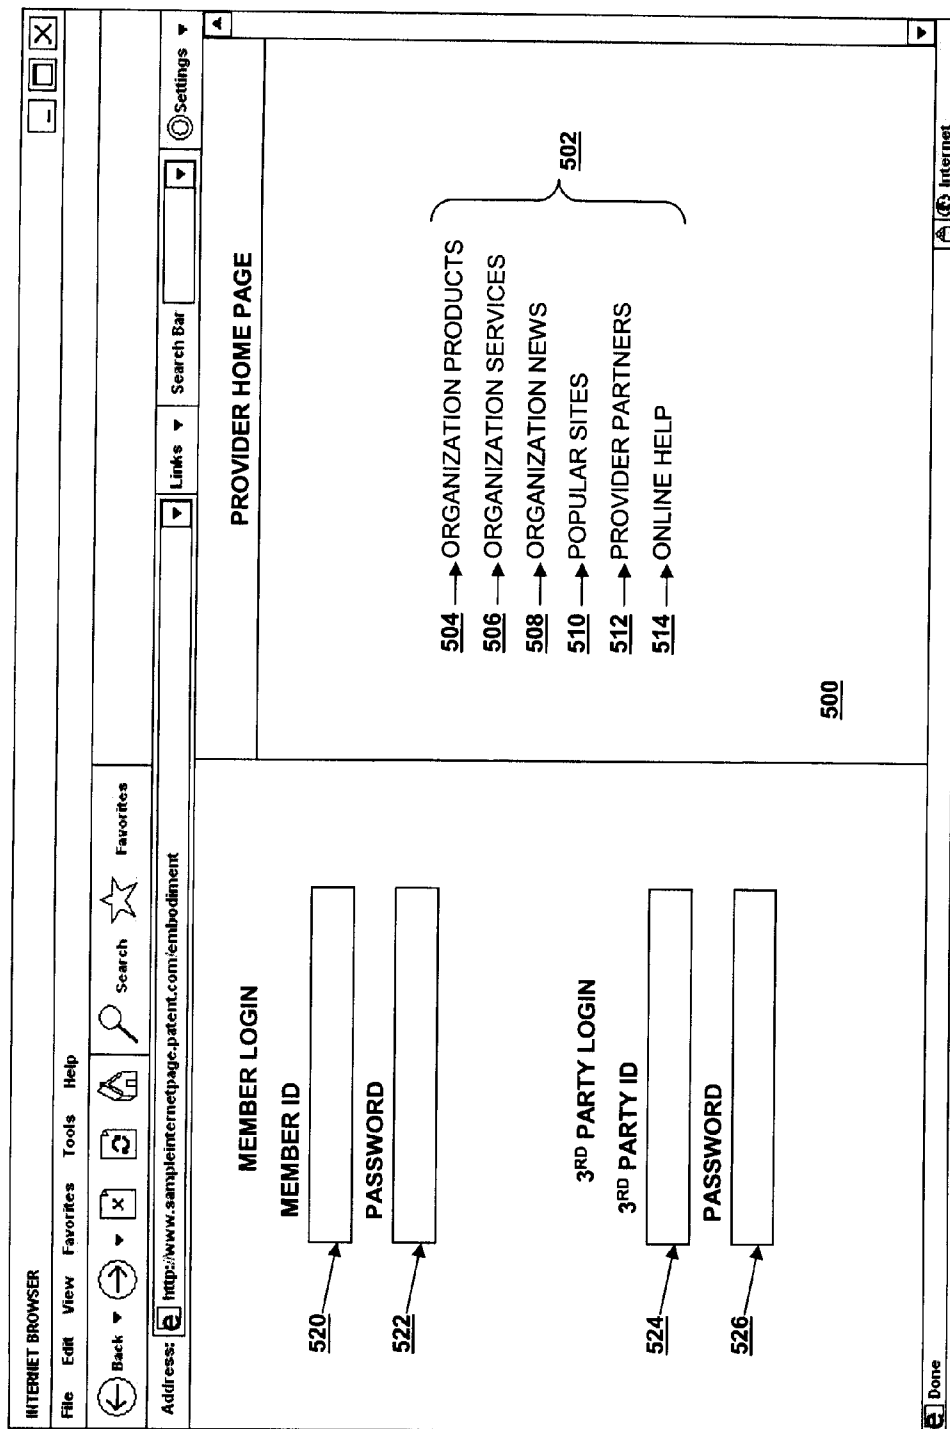 INTERNET BROWSER
File Edit View Favorites Tools Help
Back Search Favorites
Address: http://www.sampleinternetpage.patent.com/embodiment Links Search Bar Settings
MEMBER LOGIN
MEMBER ID
520
PASSWORD
522
3RD PARTY LOGIN
3RD PARTY ID
524
PASSWORD
526
PROVIDER HOME PAGE
504 ORGANIZATION PRODUCTS
506 ORGANIZATION SERVICES
508 ORGANIZATION NEWS
510 POPULAR SITES
512 PROVIDER PARTNERS
514 ONLINE HELP
502
500
Done Internet